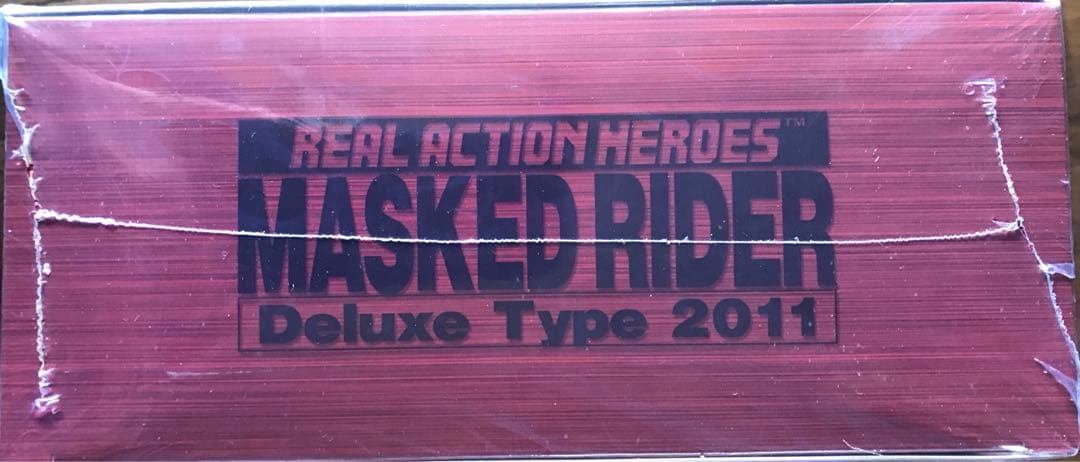 REAL ACTION HEROES™
MASKED RIDER
Deluxe Type 2011